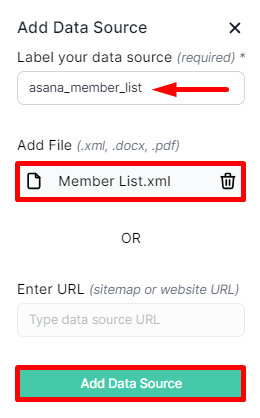 Add Data Source
Label your data source (required) *
asana_member_list
Add File (.xml, .docx, .pdf)
Member List.xml
OR
Enter URL (sitemap or website URL)
Type data source URL
Add Data Source